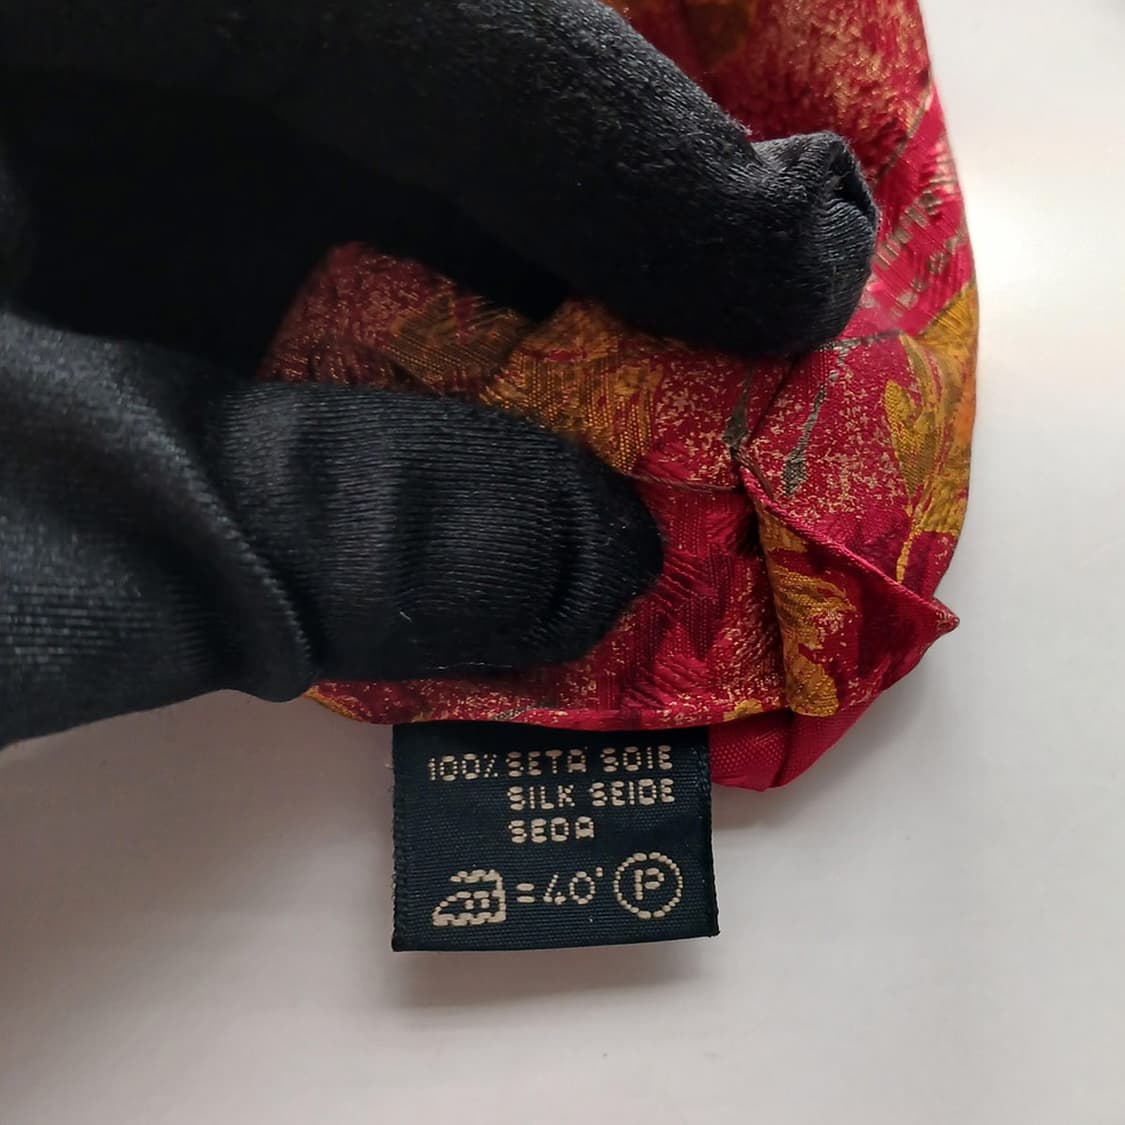 100% SETA SOIE
SILK SEIDE
SEDA
=40°
P